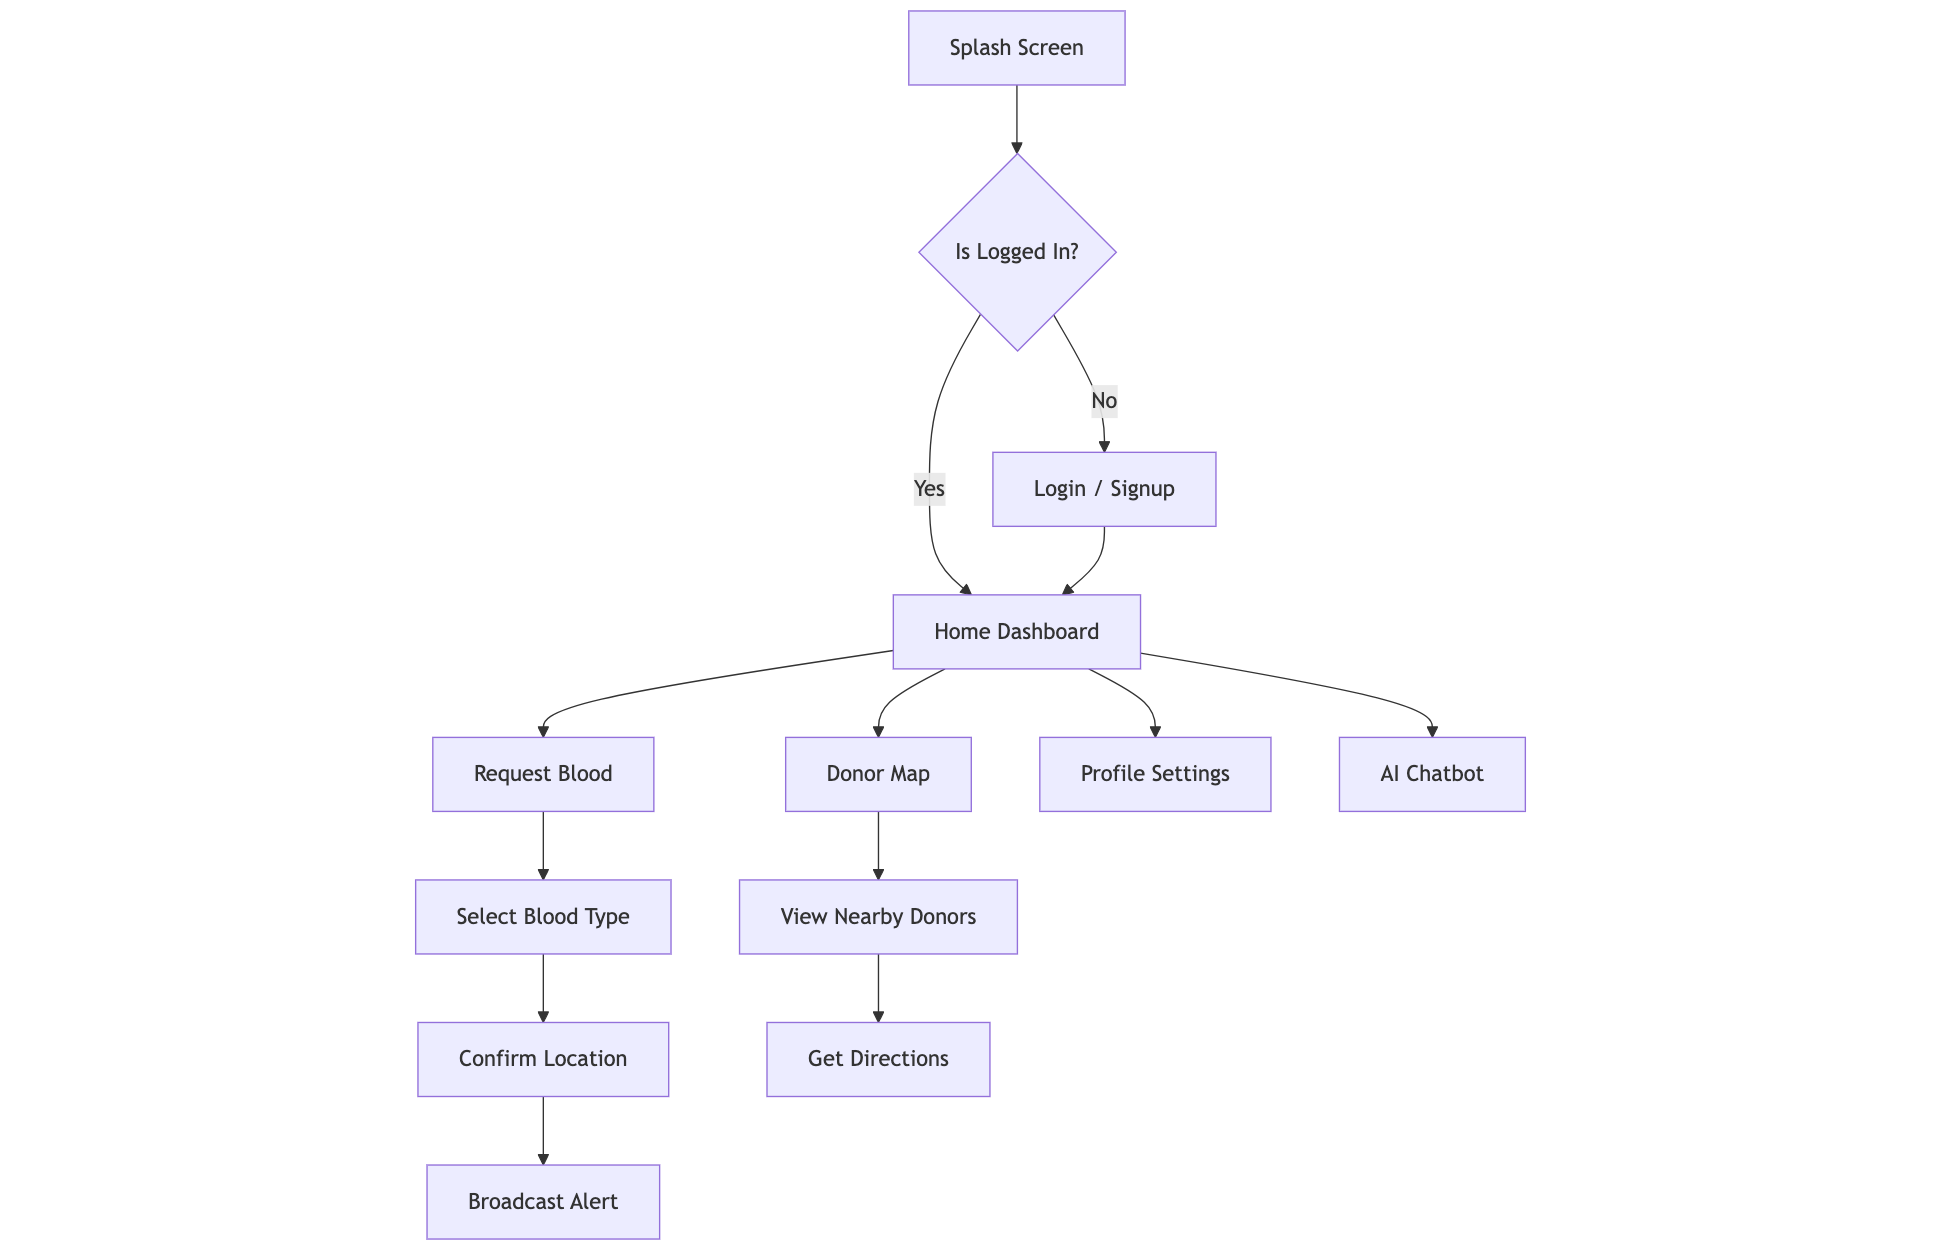 Splash Screen
Is Logged In?
No
Yes
Login / Signup
Home Dashboard
Request Blood
Donor Map
Profile Settings
AI Chatbot
Select Blood Type
View Nearby Donors
Confirm Location
Get Directions
Broadcast Alert